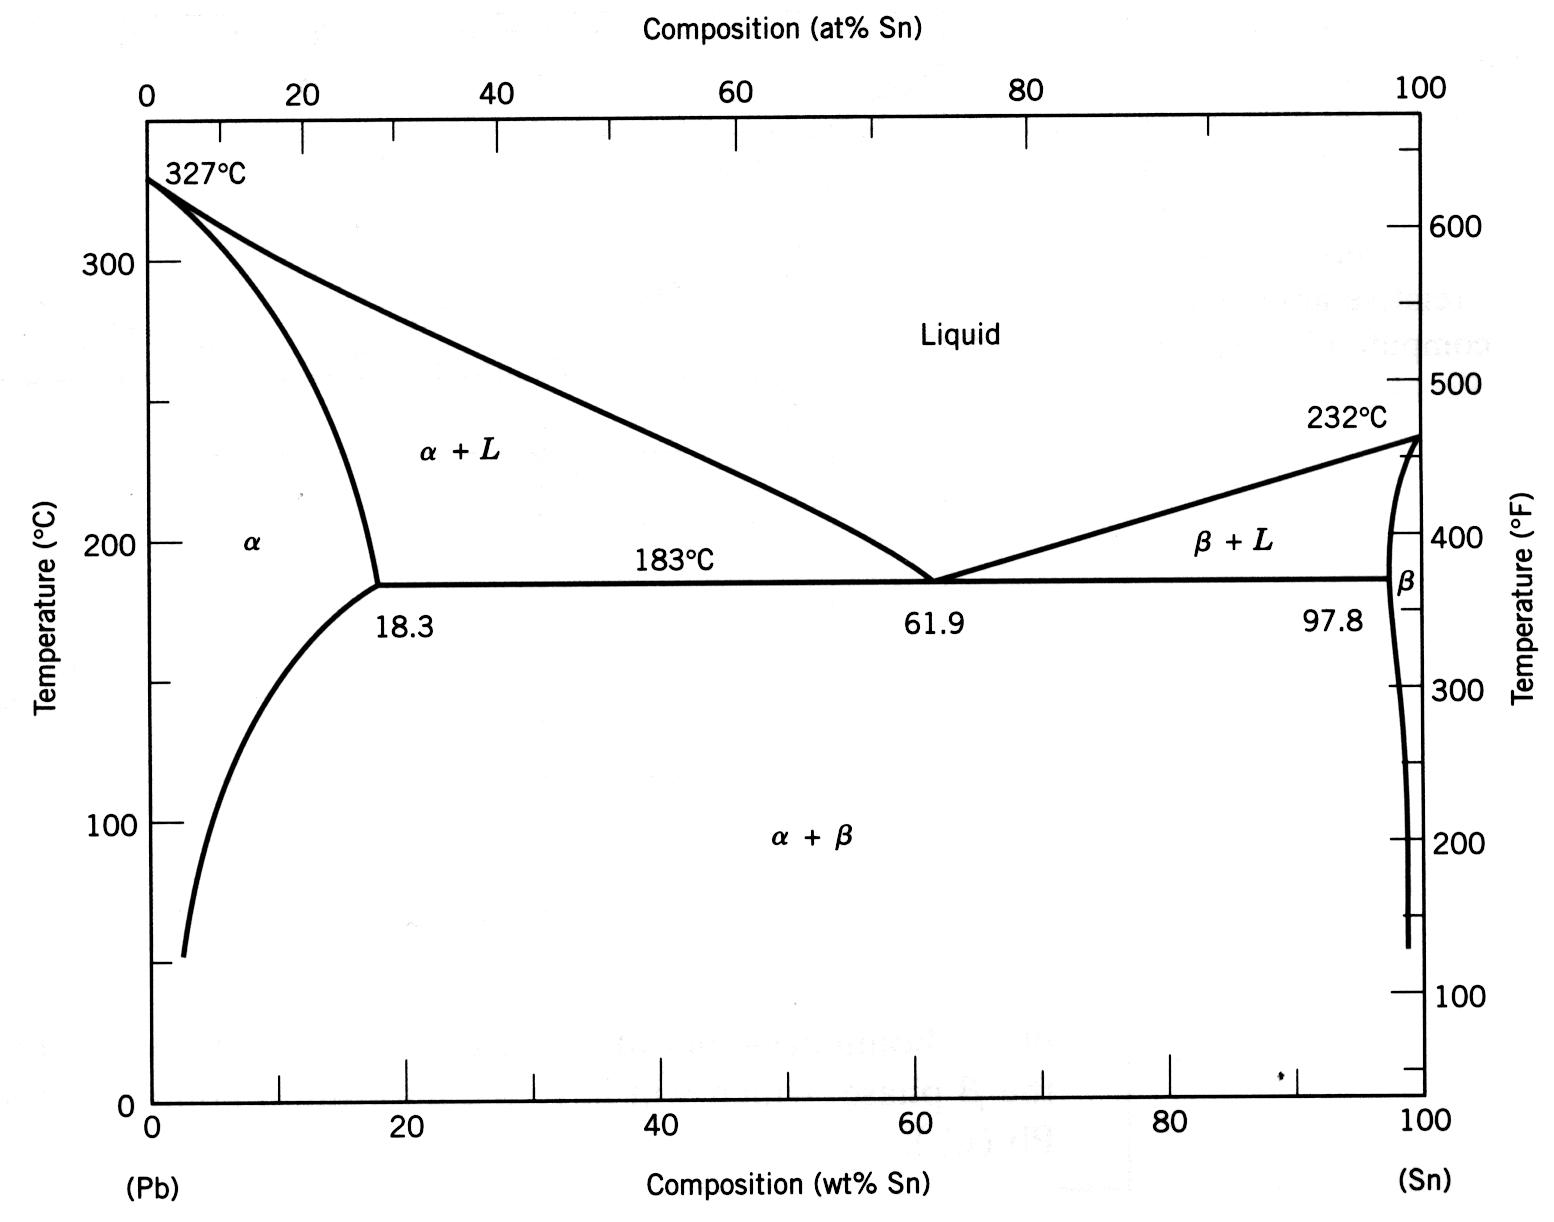 Composition (at% Sn)
0 20 40 60 80 100
327°C
600
300
Liquid
500
232°C
α + L
Temperature (°C)
Temperature (°F)
200
α
183°C
β + L
400
β
18.3
61.9
97.8
300
100
α + β
200
100
0
0 20 40 60 80 100
(Pb)
Composition (wt% Sn)
(Sn)